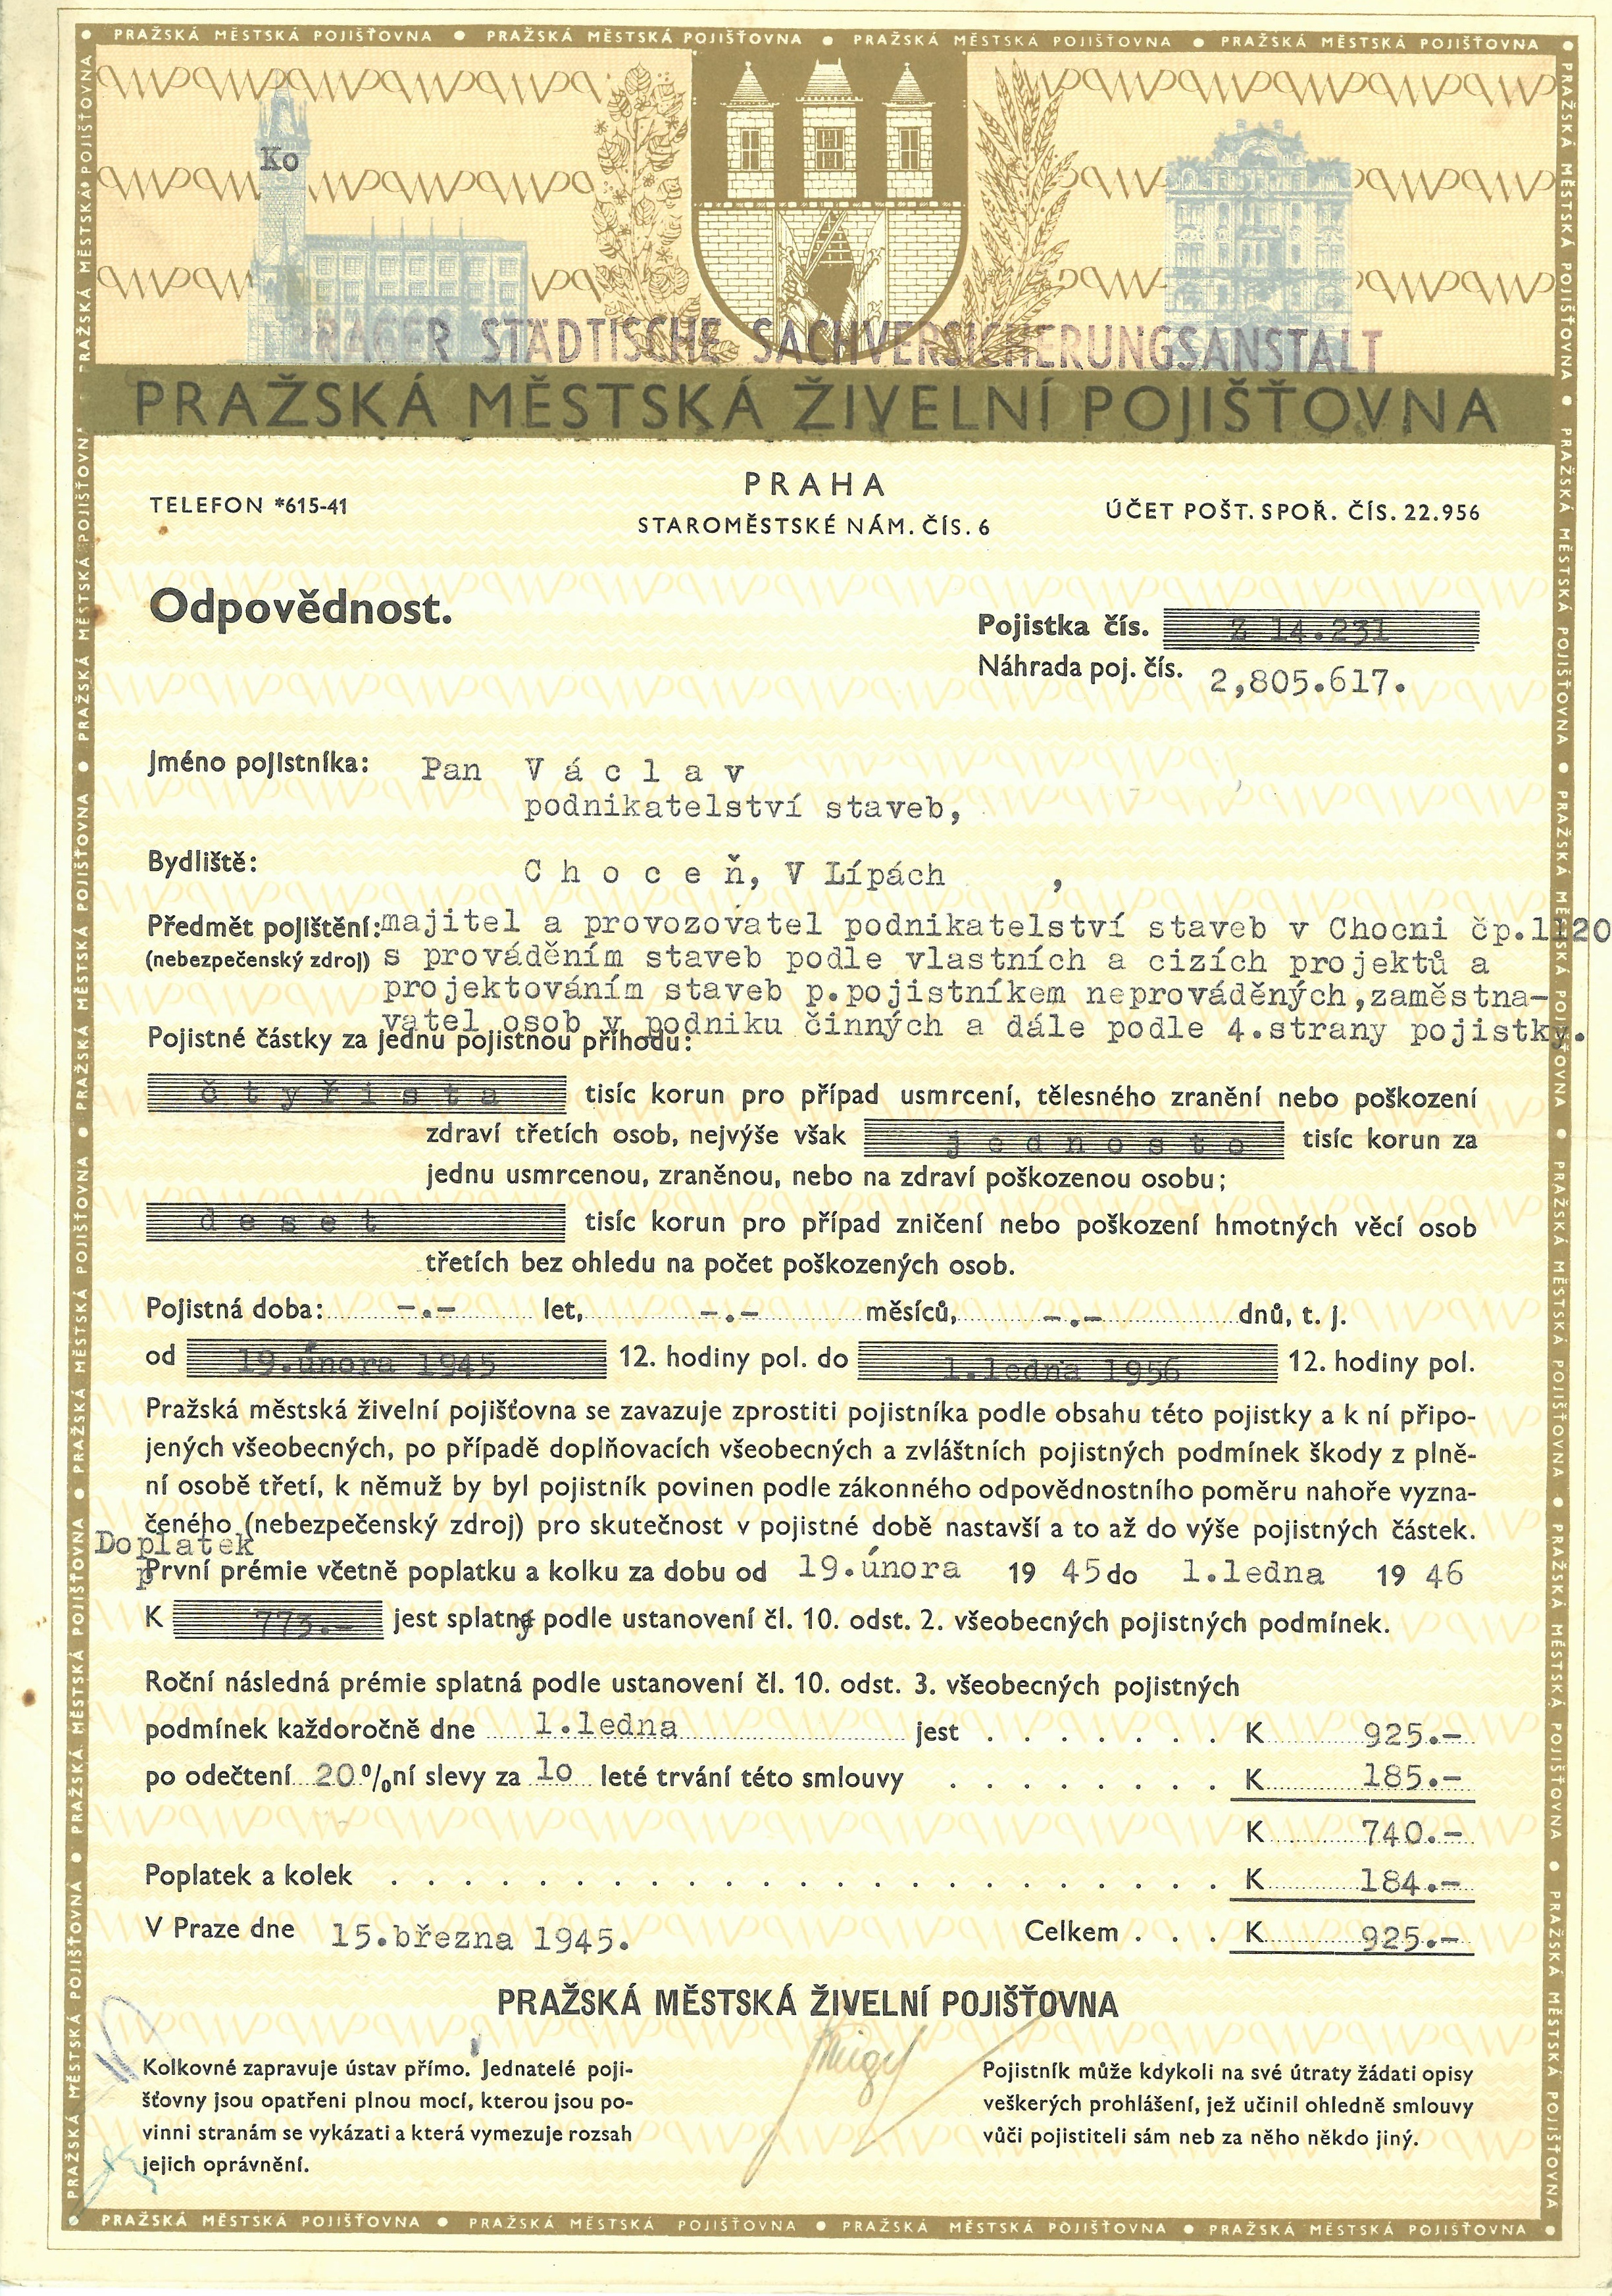 PRAŽSKÁ MĚSTSKÁ POJIŠŤOVNA ● PRAŽSKÁ MĚSTSKÁ POJIŠŤOVNA ● PRAŽSKÁ MĚSTSKÁ POJIŠŤOVNA ● PRAŽSKÁ MĚSTSKÁ POJIŠŤOVNA
Ko
PRAGER STÄDTISCHE SACHVERSICHERUNGSANSTALT
PRAŽSKÁ MĚSTSKÁ ŽIVELNÍ POJIŠŤOVNA
PRAHA
TELEFON *615-41
STAROMĚSTSKÉ NÁM. ČÍS. 6
ÚČET POŠT. SPOŘ. ČÍS. 22.956
Odpovědnost.
Pojistka čís. Z 14.231
Náhrada poj. čís. 2,805.617.
Jméno pojistníka: Pan Václav
podnikatelství staveb,
Bydliště: Choceň, V Lípách ,
Předmět pojištění: majitel a provozovatel podnikatelství staveb v Chocni čp.1120
(nebezpečenský zdroj) s prováděním staveb podle vlastních a cizích projektů a
projektováním staveb p.pojistníkem neprováděných,zaměstna-
vatel osob v podniku činných a dále podle 4.strany pojistky.
Pojistné částky za jednu pojistnou příhodu:
čtyřista tisíc korun pro případ usmrcení, tělesného zranění nebo poškození
zdraví třetích osob, nejvýše však jednosto tisíc korun za
jednu usmrcenou, zraněnou, nebo na zdraví poškozenou osobu;
deset tisíc korun pro případ zničení nebo poškození hmotných věcí osob
třetích bez ohledu na počet poškozených osob.
Pojistná doba: -.- let, -.- měsíců, -.- dnů, t. j.
od 19.února 1945 12. hodiny pol. do 1.ledna 1956 12. hodiny pol.
Pražská městská živelní pojišťovna se zavazuje zprostiti pojistníka podle obsahu této pojistky a k ní připo-
jených všeobecných, po případě doplňovacích všeobecných a zvláštních pojistných podmínek škody z plně-
ní osobě třetí, k němuž by byl pojistník povinen podle zákonného odpovědnostního poměru nahoře vyzna-
čeného (nebezpečenský zdroj) pro skutečnost v pojistné době nastavší a to až do výše pojistných částek.
Doplatek
První prémie včetně poplatku a kolku za dobu od 19.února 19 45 do 1.ledna 19 46
K 773.- jest splatný podle ustanovení čl. 10. odst. 2. všeobecných pojistných podmínek.
Roční následná prémie splatná podle ustanovení čl. 10. odst. 3. všeobecných pojistných
podmínek každoročně dne 1.ledna jest . . . . . . . K 925.-
po odečtení 20%ní slevy za 10 leté trvání této smlouvy . . . . . . . K 185.-
K 740.-
Poplatek a kolek . . . . . . . . . . . . . . . . . . . . . . K 184.-
V Praze dne 15.března 1945. Celkem . . . K 925.-
PRAŽSKÁ MĚSTSKÁ ŽIVELNÍ POJIŠŤOVNA
Kolkovné zapravuje ústav přímo. Jednatelé poji-
šťovny jsou opatřeni plnou mocí, kterou jsou po-
vinni stranám se vykázati a která vymezuje rozsah
jejich oprávnění.
Pojistník může kdykoli na své útraty žádati opisy
veškerých prohlášení, jež učinil ohledně smlouvy
vůči pojistiteli sám neb za něho někdo jiný.
PRAŽSKÁ MĚSTSKÁ POJIŠŤOVNA ● PRAŽSKÁ MĚSTSKÁ POJIŠŤOVNA ● PRAŽSKÁ MĚSTSKÁ POJIŠŤOVNA ● PRAŽSKÁ MĚSTSKÁ POJIŠŤOVNA